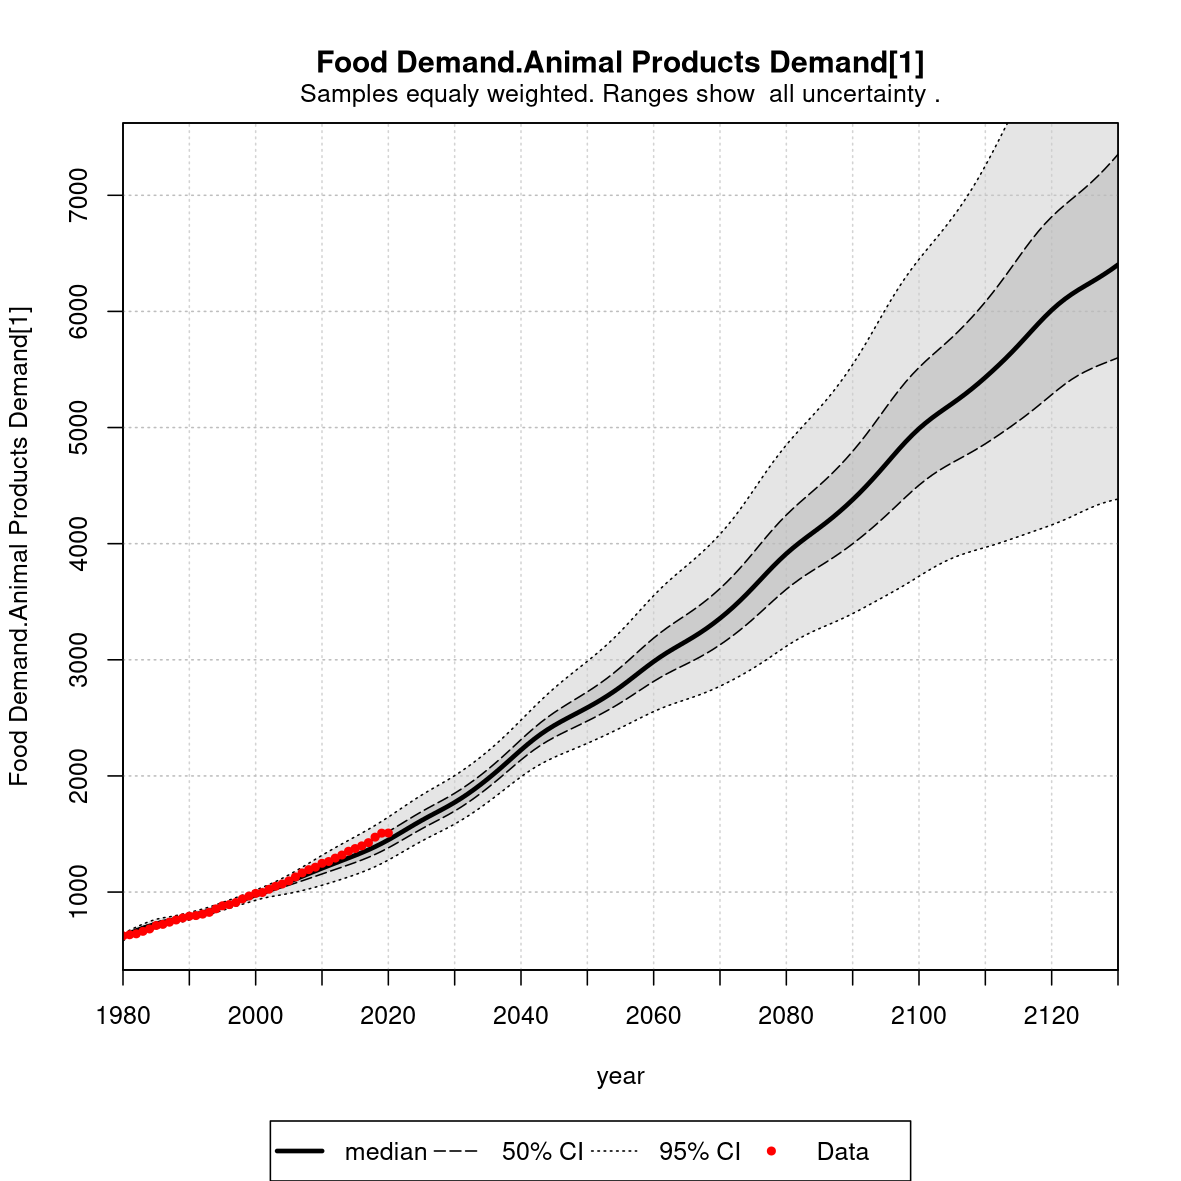 Food Demand.Animal Products Demand[1]
Samples equaly weighted. Ranges show  all uncertainty .
Food Demand.Animal Products Demand[1]
7000
6000
5000
4000
3000
2000
1000
1980 2000 2020 2040 2060 2080 2100 2120
year
median 50% CI 95% CI Data